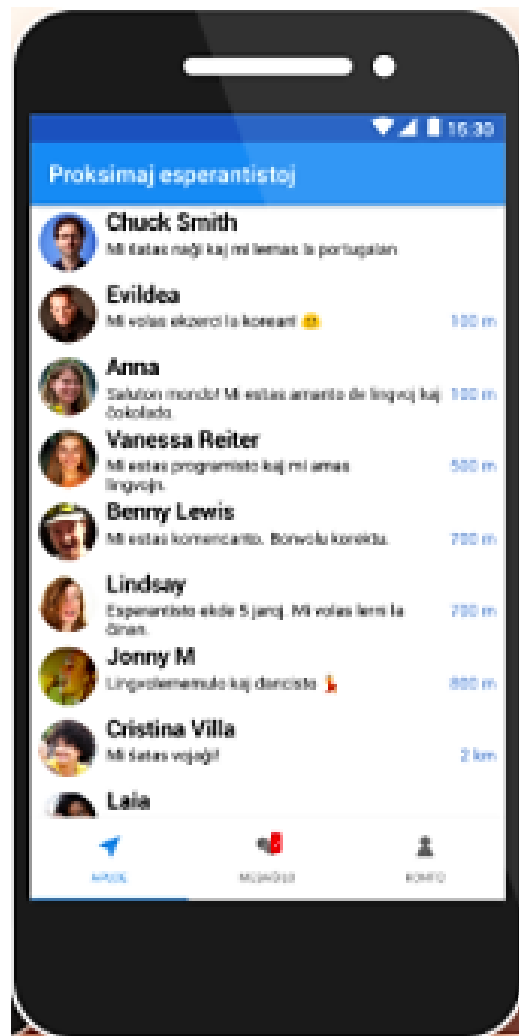 15:30
Proksimaj esperantistoj
Chuck Smith
Mi ŝatas naĝi kaj mi lernas la portugalan
Evildea
Mi volas ekzerci la korean! 😊
100 m
Anna
Saluton mondo! Mi estas amanto de lingvoj kaj
100 m
ĉokolado.
Vanessa Reiter
Mi estas programisto kaj mi amas
500 m
lingvojn.
Benny Lewis
Mi estas komencanto. Bonvolu korektu.
700 m
Lindsay
Esperantisto ekde 5 jaroj. Mi volas lerni la
700 m
ĉinan.
Jonny M
Lingvolernemulo kaj dancisto 💃
800 m
Cristina Villa
Mi ŝatas vojaĝi!
2 km
Laia
KONTO